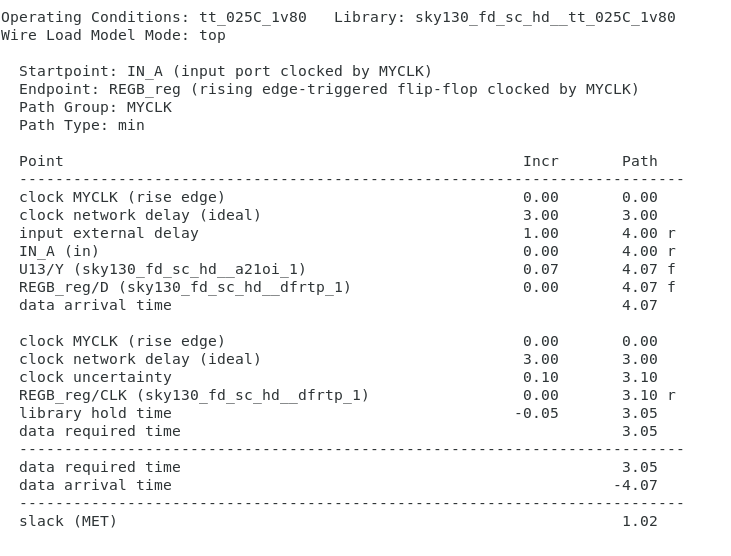 Operating Conditions: tt_025C_1v80   Library: sky130_fd_sc_hd__tt_025C_1v80
Wire Load Model Mode: top

  Startpoint: IN_A (input port clocked by MYCLK)
  Endpoint: REGB_reg (rising edge-triggered flip-flop clocked by MYCLK)
  Path Group: MYCLK
  Path Type: min

  Point                                                   Incr       Path
  --------------------------------------------------------------------------
  clock MYCLK (rise edge)                                 0.00       0.00
  clock network delay (ideal)                             3.00       3.00
  input external delay                                    1.00       4.00 r
  IN_A (in)                                               0.00       4.00 r
  U13/Y (sky130_fd_sc_hd__a21oi_1)                        0.07       4.07 f
  REGB_reg/D (sky130_fd_sc_hd__dfrtp_1)                   0.00       4.07 f
  data arrival time                                                  4.07

  clock MYCLK (rise edge)                                 0.00       0.00
  clock network delay (ideal)                             3.00       3.00
  clock uncertainty                                       0.10       3.10
  REGB_reg/CLK (sky130_fd_sc_hd__dfrtp_1)                 0.00       3.10 r
  library hold time                                      -0.05       3.05
  data required time                                                 3.05
  --------------------------------------------------------------------------
  data required time                                                 3.05
  data arrival time                                                 -4.07
  --------------------------------------------------------------------------
  slack (MET)                                                        1.02